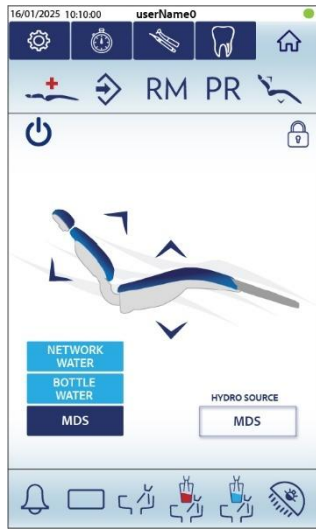 16/01/2025 10:10:00 userName0
RM PR
NETWORK
WATER
BOTTLE
WATER
MDS
HYDRO SOURCE
MDS